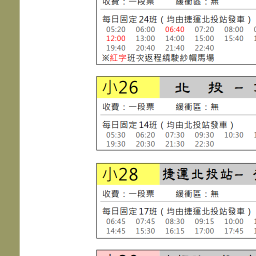 收費：一段票　　緩衝區：無
每日固定24班（均由捷運北投站發車）
05:20 06:00 06:40 07:20 08:00
12:00 13:00 14:00 15:00 15:40
19:40 20:40 21:40 22:40
※紅字班次返程繞駛紗帽馬場
小26　北 投 －
收費：一段票　　緩衝區：無
每日固定14班（均由北投站發車）
05:30 06:20 07:30 09:30 10:30
19:30 20:30 21:30 22:30
小28　捷運北投站－
收費：一段票　　緩衝區：無
每日固定17班（均由捷運北投站發車）
06:45 07:45 08:30 09:15 10:00
14:45 15:30 16:15 17:00 17:45